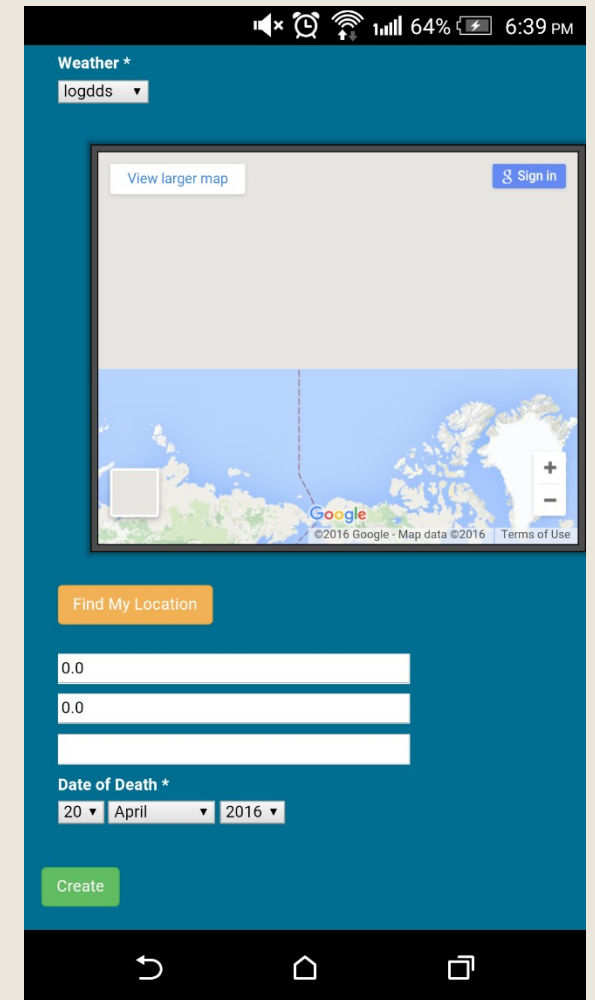 64% 6:39 PM
Weather *
logdds
View larger map
g Sign in
Google
©2016 Google - Map data ©2016 Terms of Use
Find My Location
0.0
0.0
Date of Death *
20 April 2016
Create